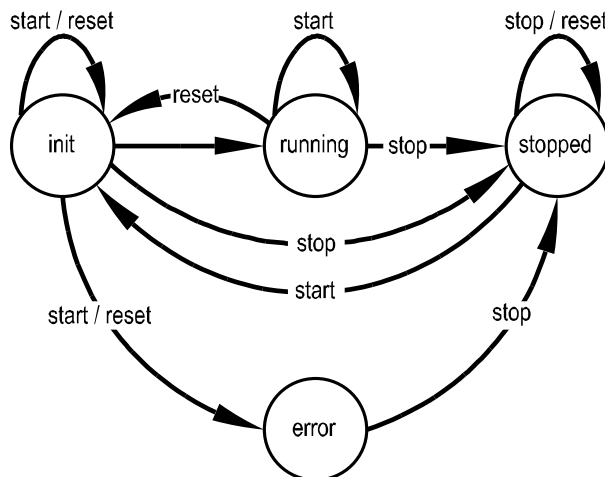 start / reset
start
stop / reset
reset
init
running
stop
stopped
stop
start
start / reset
stop
error